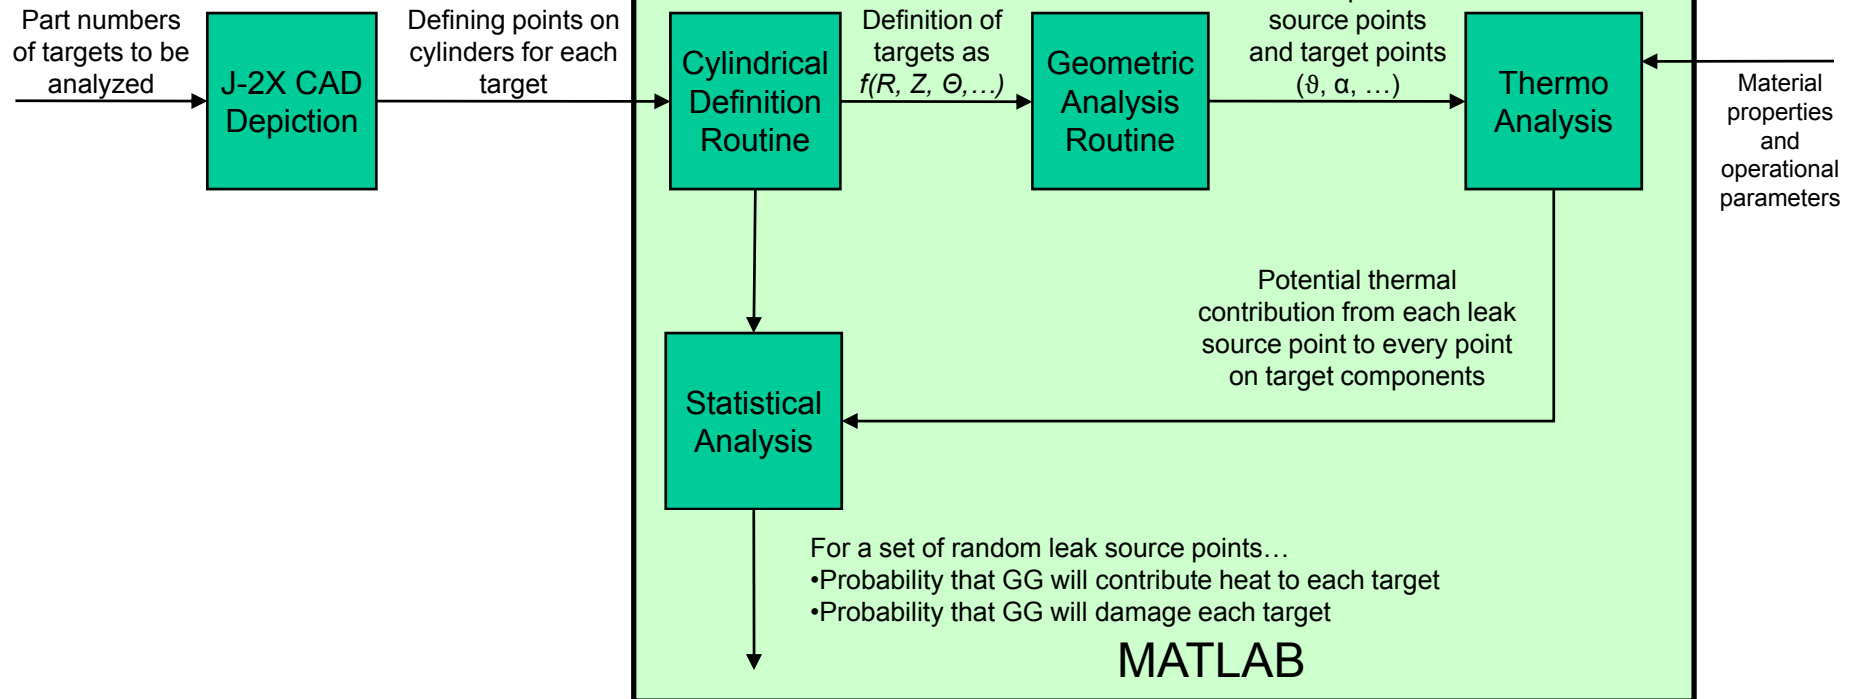 Part numbers
of targets to be
analyzed
J-2X CAD
Depiction
Defining points on
cylinders for each
target
Cylindrical
Definition
Routine
Definition of
targets as
f(R, Z, Θ,…)
Geometric
Analysis
Routine
source points
and target points
(ϑ, α, …)
Thermo
Analysis
Material
properties
and
operational
parameters
Potential thermal
contribution from each leak
source point to every point
on target components
Statistical
Analysis
For a set of random leak source points…
•Probability that GG will contribute heat to each target
•Probability that GG will damage each target
MATLAB